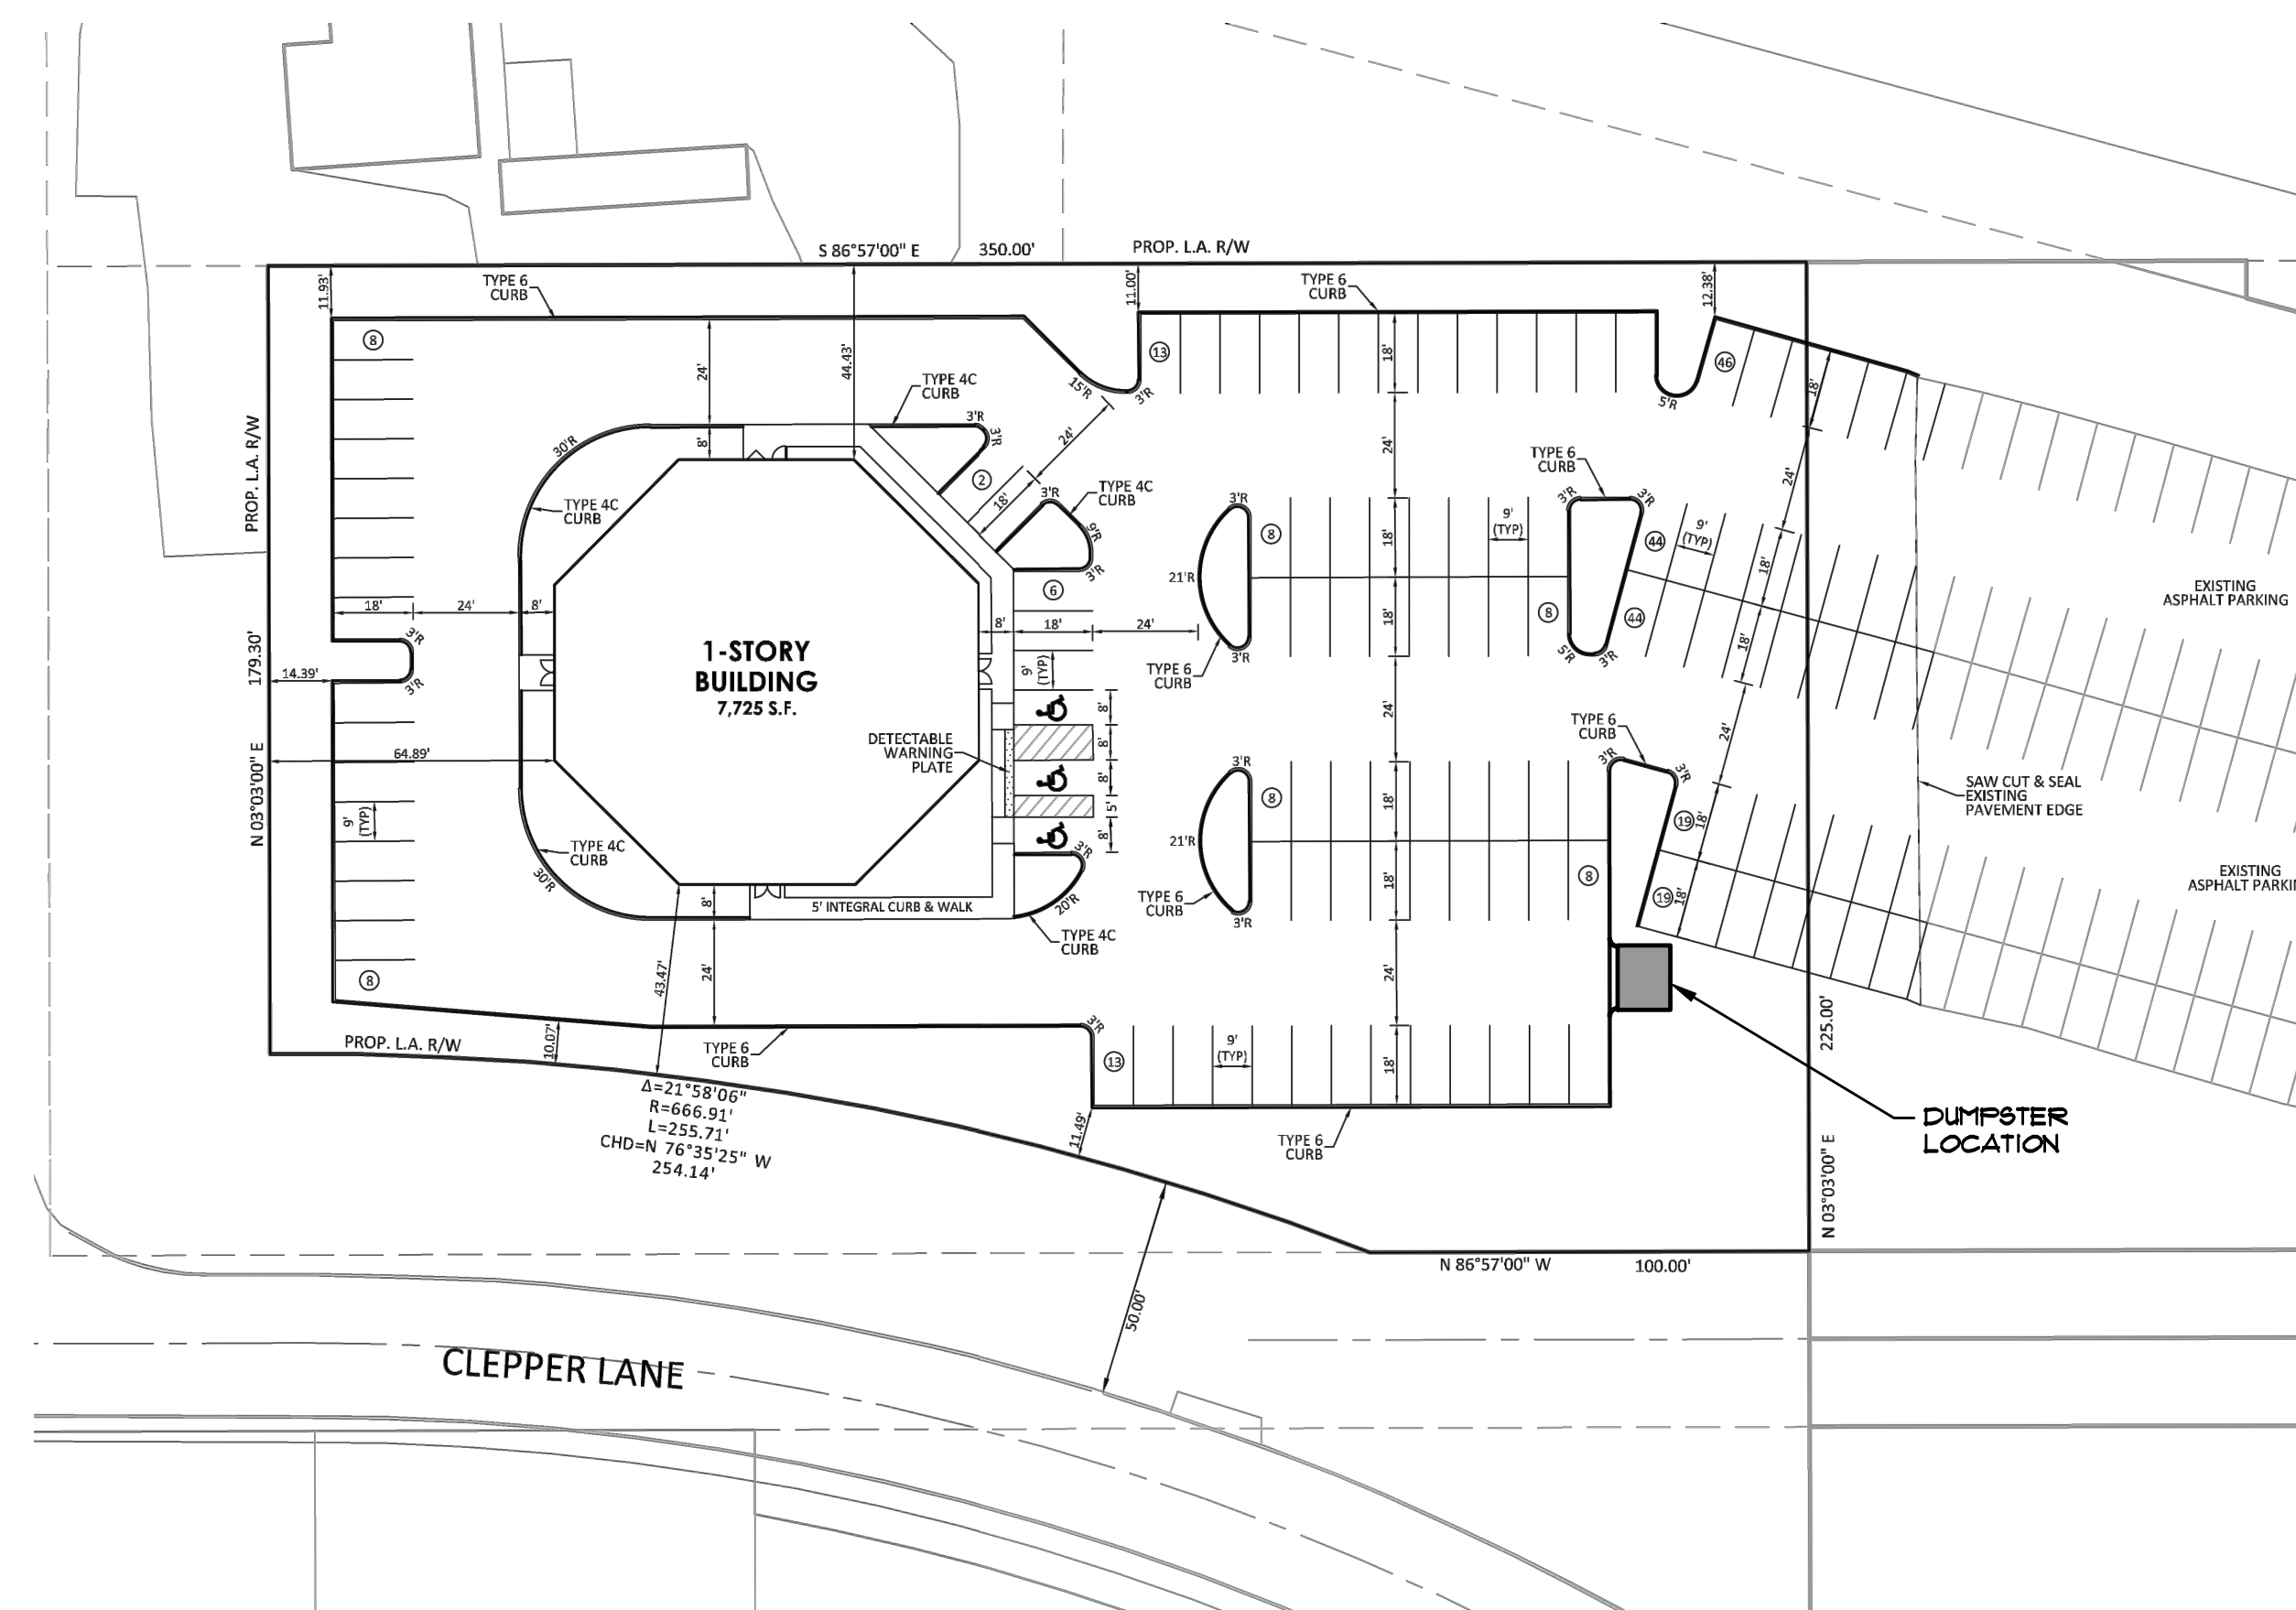 S 86°57'00" E 350.00' PROP. L.A. R/W
11.93'
TYPE 6
CURB
11.00'
TYPE 6
CURB
12.38'
8
24'
44.43'
13
18'
46
18'
15'R
3'R
5'R
TYPE 4C
CURB
3'R
3'R
24'
24'
24'
PROP. L.A. R/W
30'R
8'
2
18'
TYPE 4C
CURB
3'R
TYPE 4C
CURB
9'R
3'R
TYPE 6
CURB
3'R
3'R
3'R
8
18'
9'
(TYP)
44
9'
(TYP)
18'
21'R
EXISTING
ASPHALT PARKING
6
18'
24'
8'
8'
18'
24'
18'
8
44
18'
3'R
14.39'
3'R
179.30'
1-STORY
BUILDING
7,725 S.F.
9'
(TYP)
TYPE 6
CURB
3'R
5'R
3'R
8'
24'
TYPE 6
CURB
24'
DETECTABLE
WARNING
PLATE
8'
64.89'
8'
3'R
3'R
3'R
SAW CUT & SEAL
EXISTING
PAVEMENT EDGE
N 03°03'00" E
9'
(TYP)
5'
8'
8
18'
19
18'
TYPE 4C
CURB
3'R
21'R
30'R
18'
8
19
18'
EXISTING
ASPHALT PARKIN
8'
5' INTEGRAL CURB & WALK
20'R
TYPE 6
CURB
3'R
TYPE 4C
CURB
8
43.47'
24'
24'
225.00'
PROP. L.A. R/W
10.07'
TYPE 6
CURB
3'R
13
9'
(TYP)
18'
Δ=21°58'06"
R=666.91'
L=255.71'
CHD=N 76°35'25" W
254.14'
11.49'
TYPE 6
CURB
DUMPSTER
LOCATION
N 03°03'00" E
N 86°57'00" W 100.00'
50.00'
CLEPPER LANE